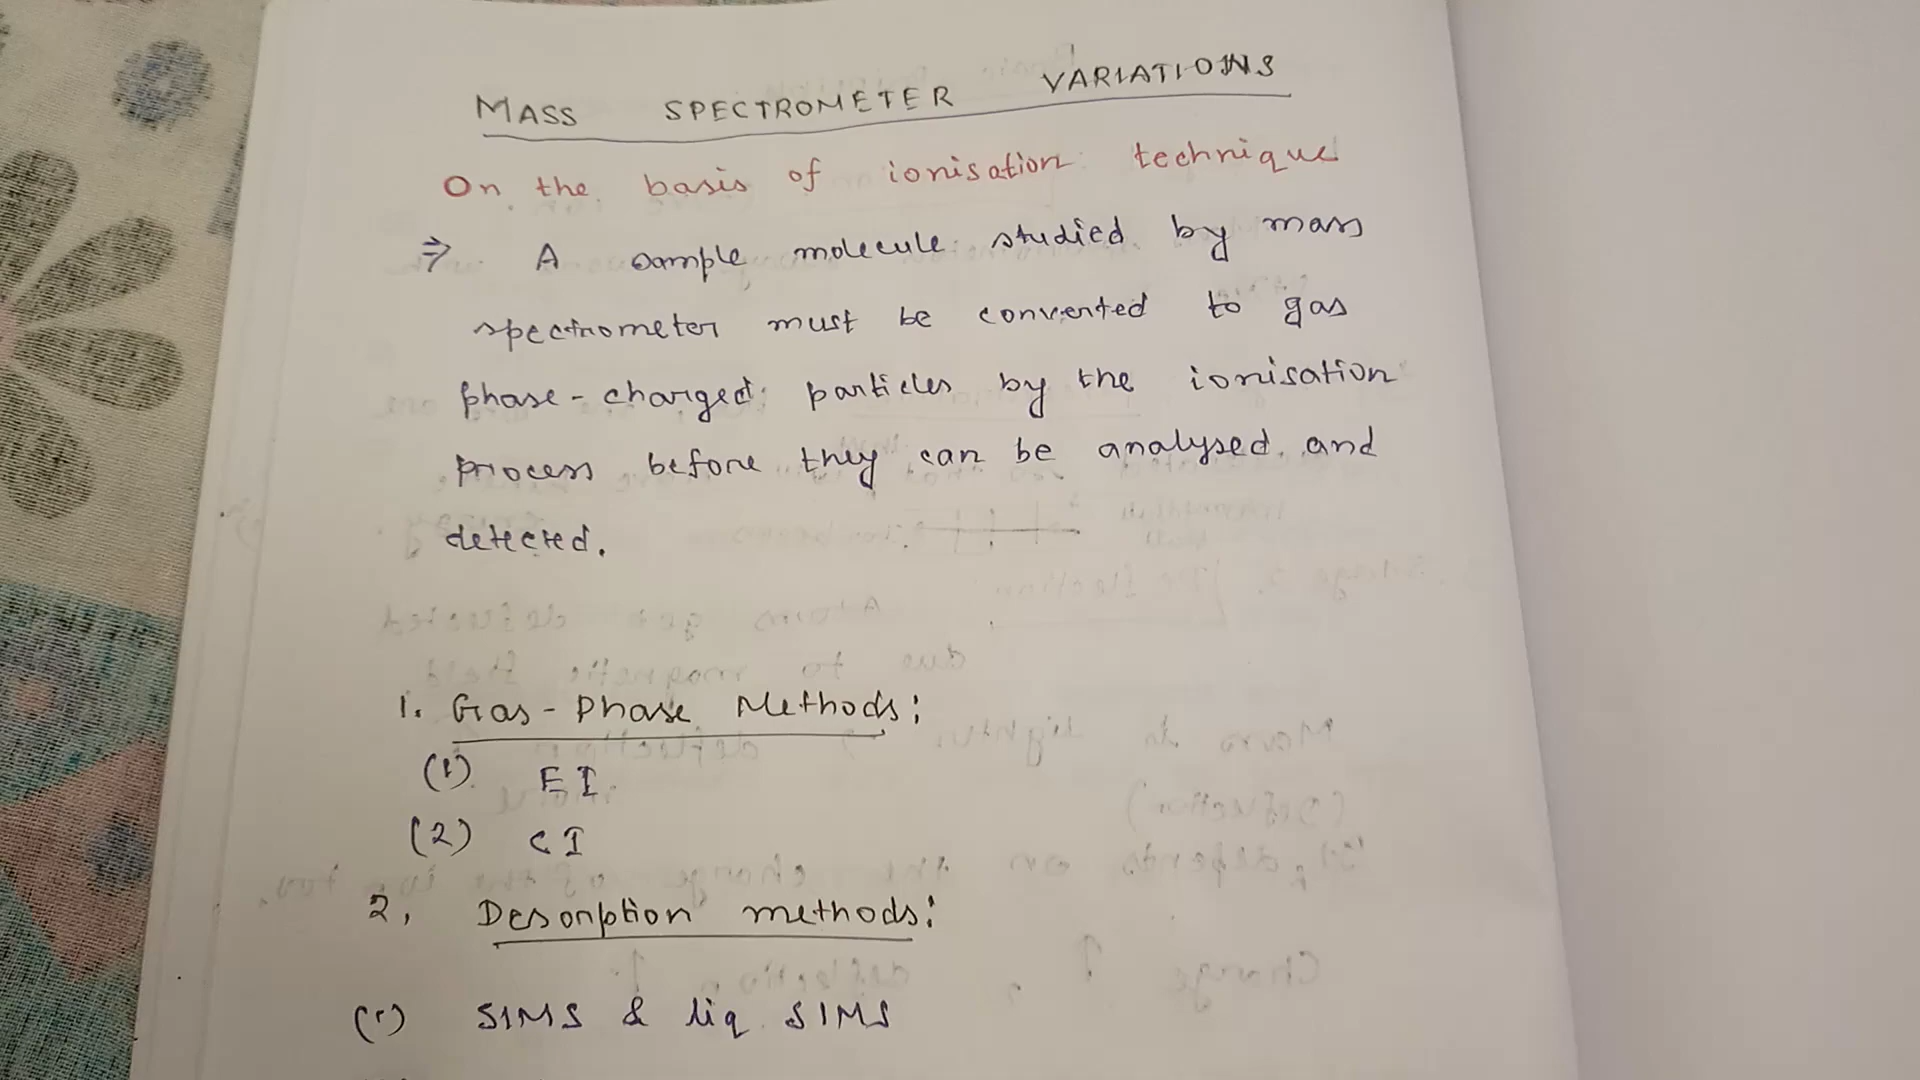 MASS SPECTROMETER VARIATIONS
On the basis of ionisation technique
⇒ A sample molecule studied by mass
spectrometer must be converted to gas
phase-charged particles by the ionisation
process before they can be analysed and
detected.
1. Gas-Phase Methods:
(1) EI
(2) CI
2. Desorption methods:
(1) SIMS & liq SIMS